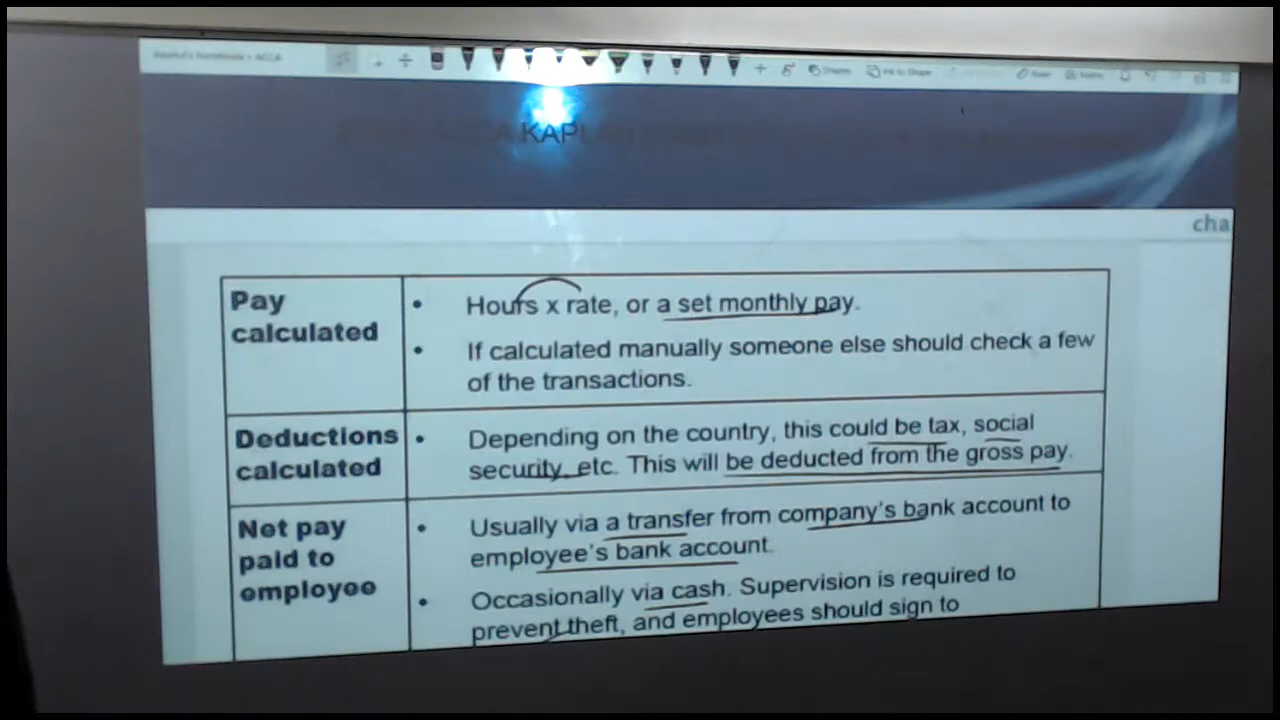 ACCA KAPL
cha
Pay
calculated
• Hours x rate, or a set monthly pay.
• If calculated manually someone else should check a few
of the transactions.
Deductions
calculated
• Depending on the country, this could be tax, social
security, etc. This will be deducted from the gross pay.
Net pay
paid to
employee
• Usually via a transfer from company's bank account to
employee's bank account.
• Occasionally via cash. Supervision is required to
prevent theft, and employees should sign to